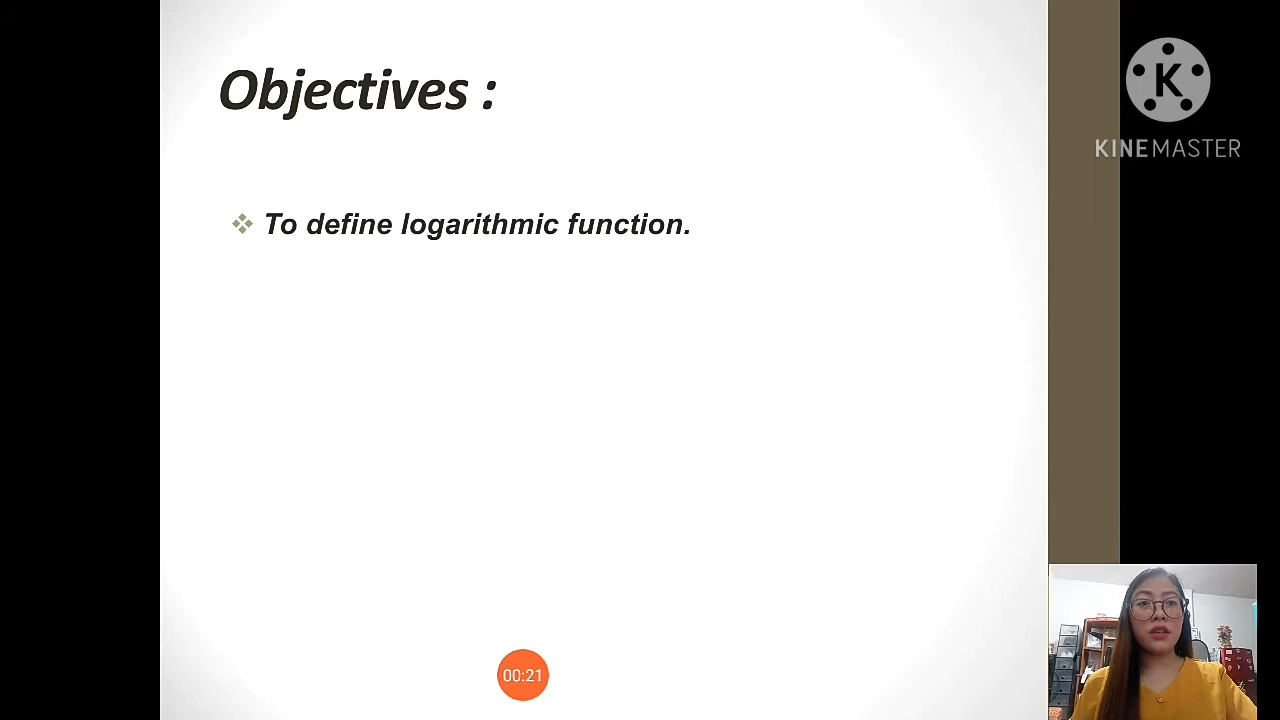 Objectives :
K
KINEMASTER
To define logarithmic function.
00:21